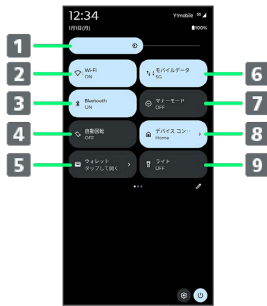 12:34
Y!mobile 5G
1月1日(月)
100%
1
2
3
4
5
6
7
8
9
Wi-Fi
ON
モバイルデータ
5G
Bluetooth
ON
マナーモード
OFF
自動回転
OFF
デバイス コン…
Home
ウォレット
タップして開く
ライト
OFF